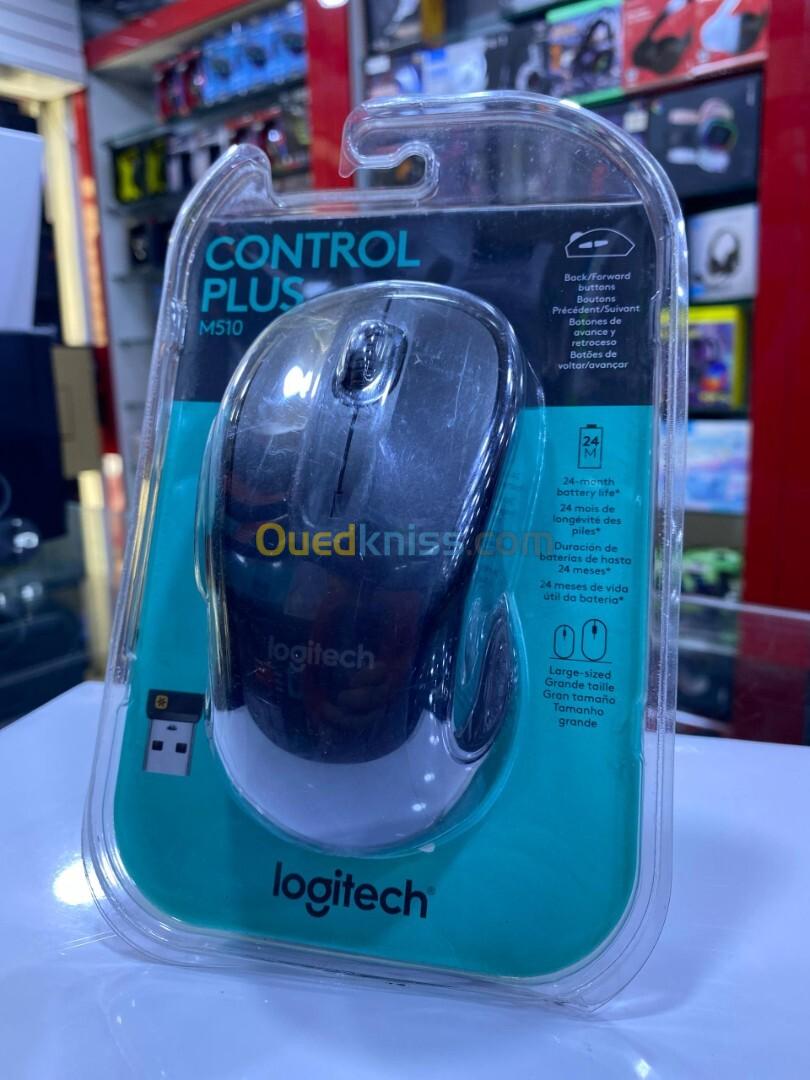 CONTROL
PLUS
M510
Back/Forward
buttons
Boutons
Précédent/Suivant
Botones de
avance y
retroceso
Botões de
voltar/avançar
24
M
24-month
battery life*
24 mois de
longévité des
piles*
Duración de
baterías de hasta
24 meses*
24 meses de vida
útil da bateria*
Ouedkniss.com
logitech
Large-sized
Grande taille
Gran tamaño
Tamanho
grande
logitech®